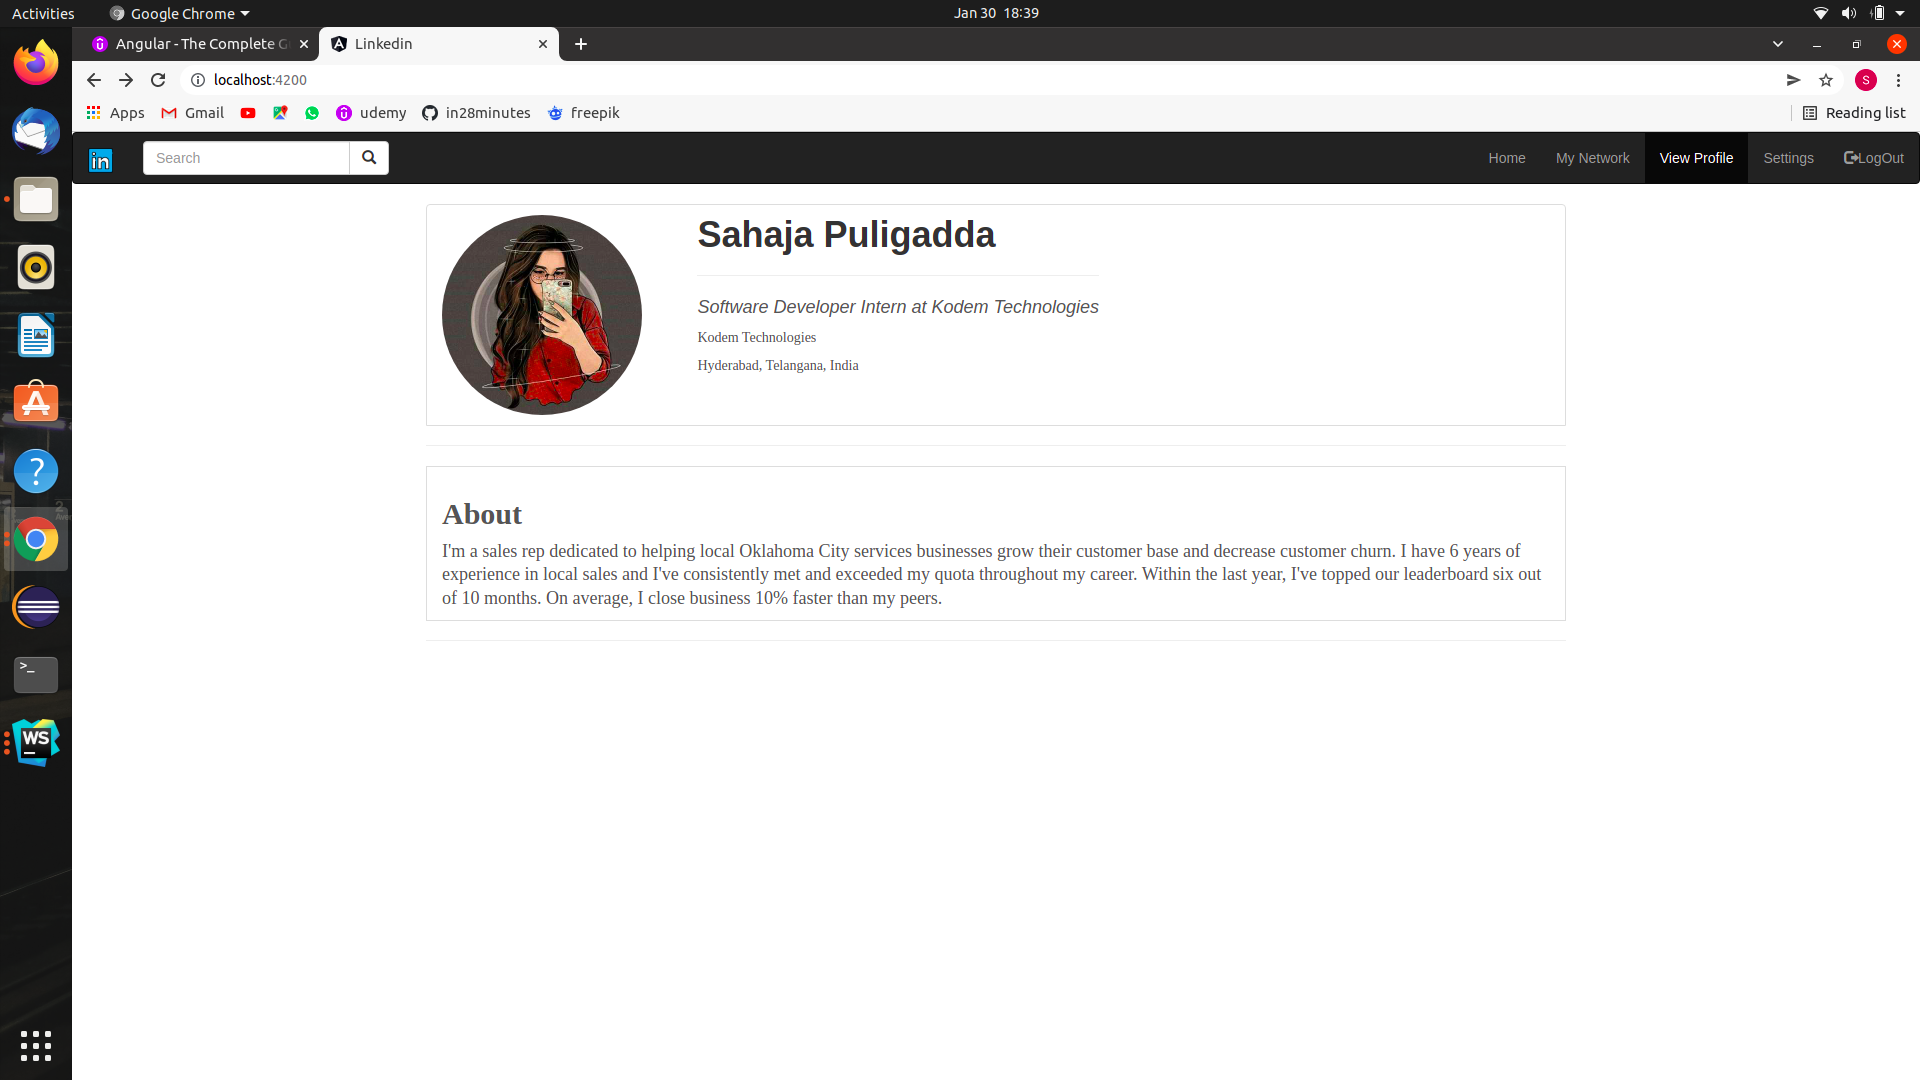 Activities
Google Chrome
Jan 30 18:39
Angular - The Complete G
Linkedin
localhost:4200
S
Apps
Gmail
udemy
in28minutes
freepik
Reading list
in
Search
Home
My Network
View Profile
Settings
LogOut
Sahaja Puligadda
Software Developer Intern at Kodem Technologies
Kodem Technologies
Hyderabad, Telangana, India
About
I'm a sales rep dedicated to helping local Oklahoma City services businesses grow their customer base and decrease customer churn. I have 6 years of
experience in local sales and I've consistently met and exceeded my quota throughout my career. Within the last year, I've topped our leaderboard six out
of 10 months. On average, I close business 10% faster than my peers.
?
>_
WS